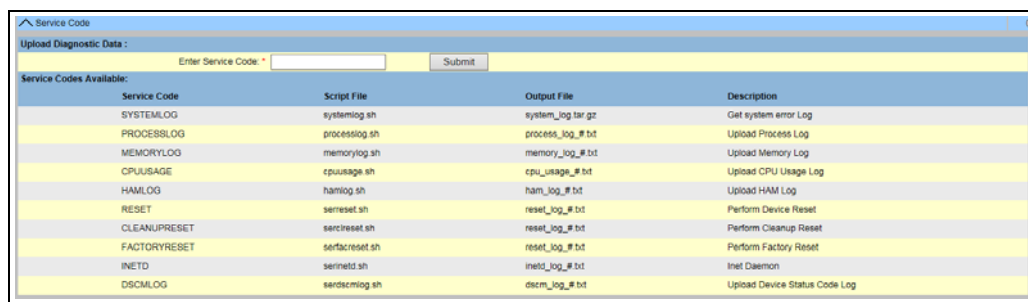 Service Code
Upload Diagnostic Data :
Enter Service Code: * Submit
Service Codes Available:
Service Code Script File Output File Description
SYSTEMLOG systemlog.sh system_log.tar.gz Get system error Log
PROCESSLOG processlog.sh process_log_#.txt Upload Process Log
MEMORYLOG memorylog.sh memory_log_#.txt Upload Memory Log
CPUUSAGE cpuusage.sh cpu_usage_#.txt Upload CPU Usage Log
HAMLOG hamlog.sh ham_log_#.txt Upload HAM Log
RESET serreset.sh reset_log_#.txt Perform Device Reset
CLEANUPRESET serclreset.sh reset_log_#.txt Perform Cleanup Reset
FACTORYRESET serfacreset.sh reset_log_#.txt Perform Factory Reset
INETD serinetd.sh inetd_log_#.txt Inet Daemon
DSCMLOG serdscmlog.sh dscm_log_#.txt Upload Device Status Code Log